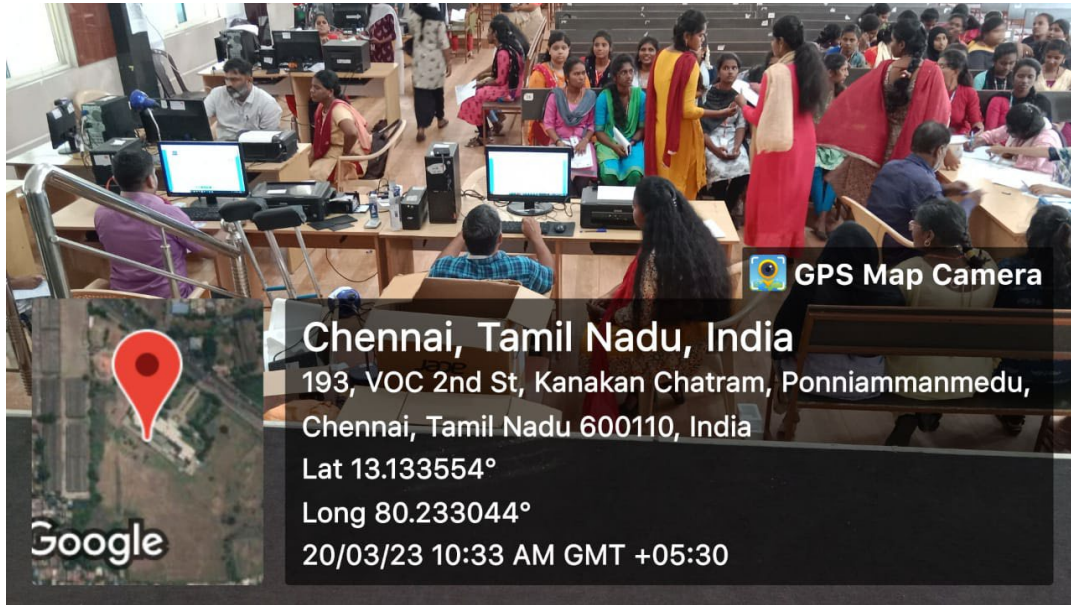 GPS Map Camera
Chennai, Tamil Nadu, India
193, VOC 2nd St, Kanakan Chatram, Ponniammanmedu,
Chennai, Tamil Nadu 600110, India
Lat 13.133554°
Long 80.233044°
20/03/23 10:33 AM GMT +05:30
Google